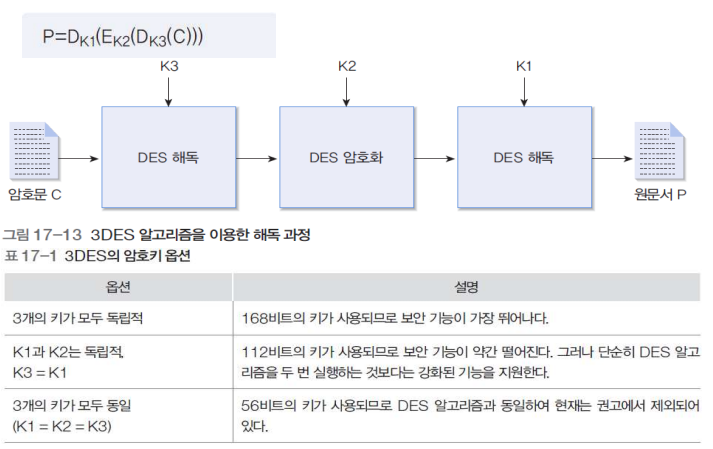 P=DK1(EK2(DK3(C)))
K3 K2 K1
DES 해독 DES 암호화 DES 해독
암호문 C 원문서 P
그림 17-13 3DES 알고리즘을 이용한 해독 과정
표 17-1 3DES의 암호키 옵션
옵션 설명
3개의 키가 모두 독립적 168비트의 키가 사용되므로 보안 기능이 가장 뛰어나다.
K1과 K2는 독립적, 112비트의 키가 사용되므로 보안 기능이 약간 떨어진다. 그러나 단순히 DES 알고
K3 = K1 리즘을 두 번 실행하는 것보다는 강화된 기능을 지원한다.
3개의 키가 모두 동일 56비트의 키가 사용되므로 DES 알고리즘과 동일하여 현재는 권고에서 제외되어
(K1 = K2 = K3) 있다.